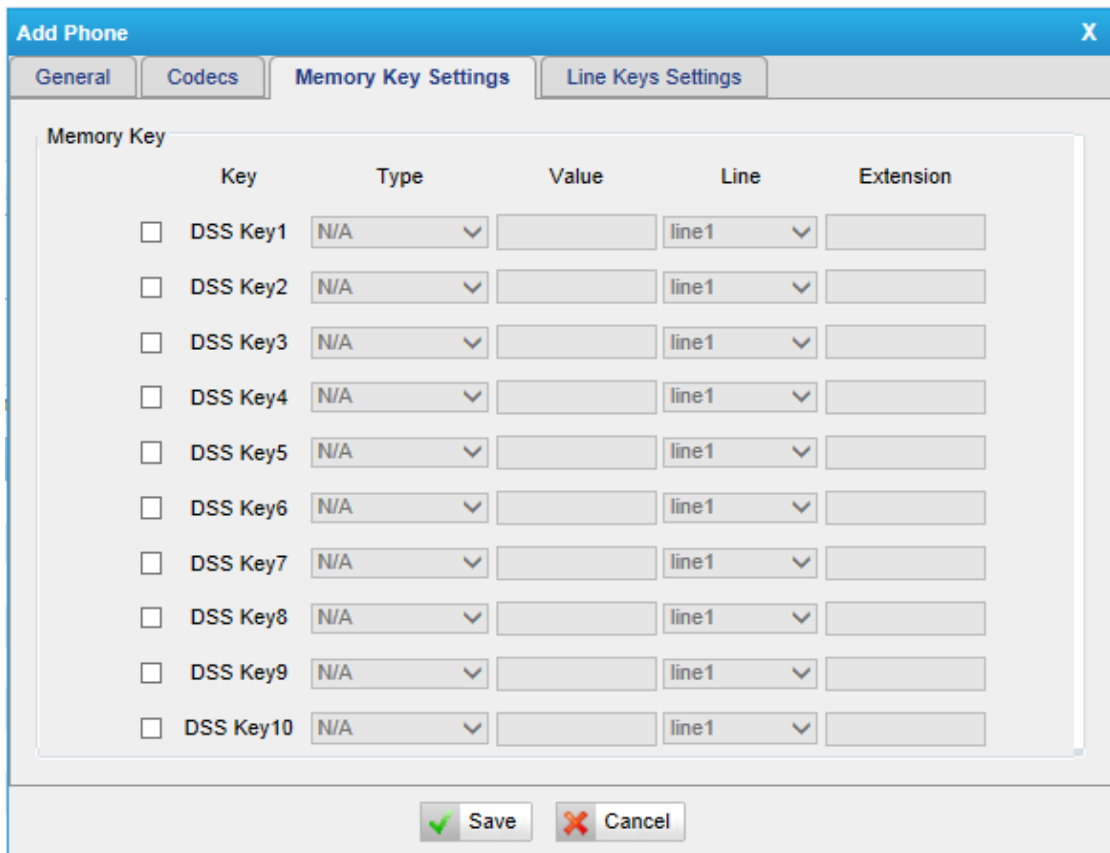 Add Phone X
General Codecs Memory Key Settings Line Keys Settings
Memory Key
Key Type Value Line Extension
DSS Key1 N/A line1
DSS Key2 N/A line1
DSS Key3 N/A line1
DSS Key4 N/A line1
DSS Key5 N/A line1
DSS Key6 N/A line1
DSS Key7 N/A line1
DSS Key8 N/A line1
DSS Key9 N/A line1
DSS Key10 N/A line1
Save Cancel